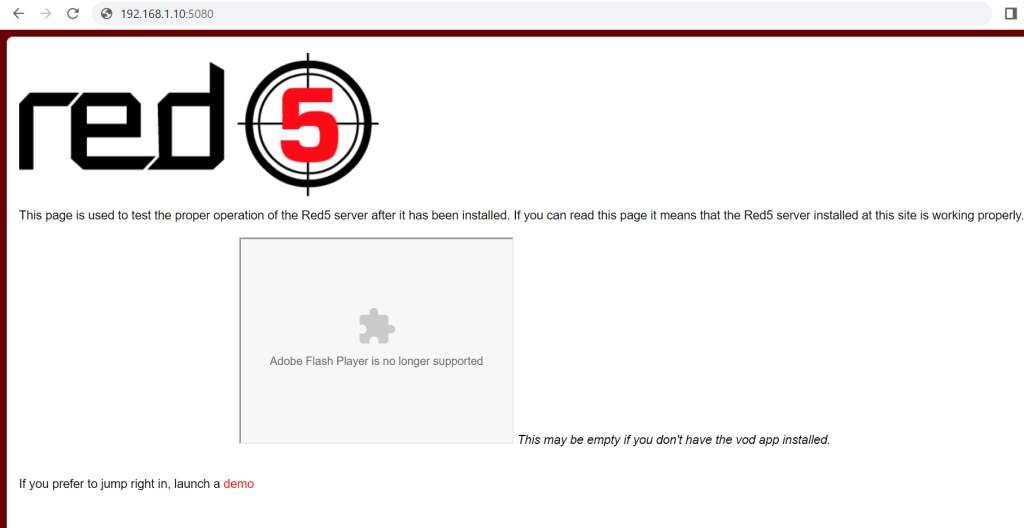 192.168.1.10:5080
red 5
This page is used to test the proper operation of the Red5 server after it has been installed. If you can read this page it means that the Red5 server installed at this site is working properly.
Adobe Flash Player is no longer supported
This may be empty if you don't have the vod app installed.
If you prefer to jump right in, launch a demo